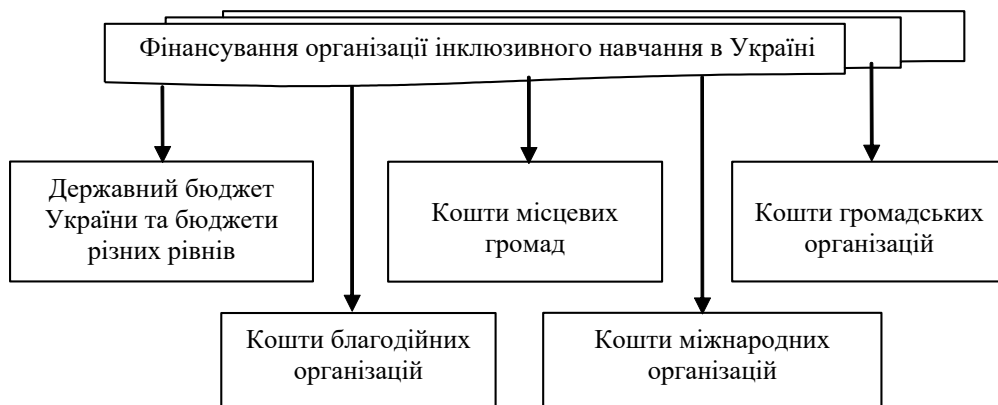 Фінансування організації інклюзивного навчання в Україні
Державний бюджет
України та бюджети
різних рівнів
Кошти місцевих
громад
Кошти громадських
організацій
Кошти благодійних
організацій
Кошти міжнародних
організацій